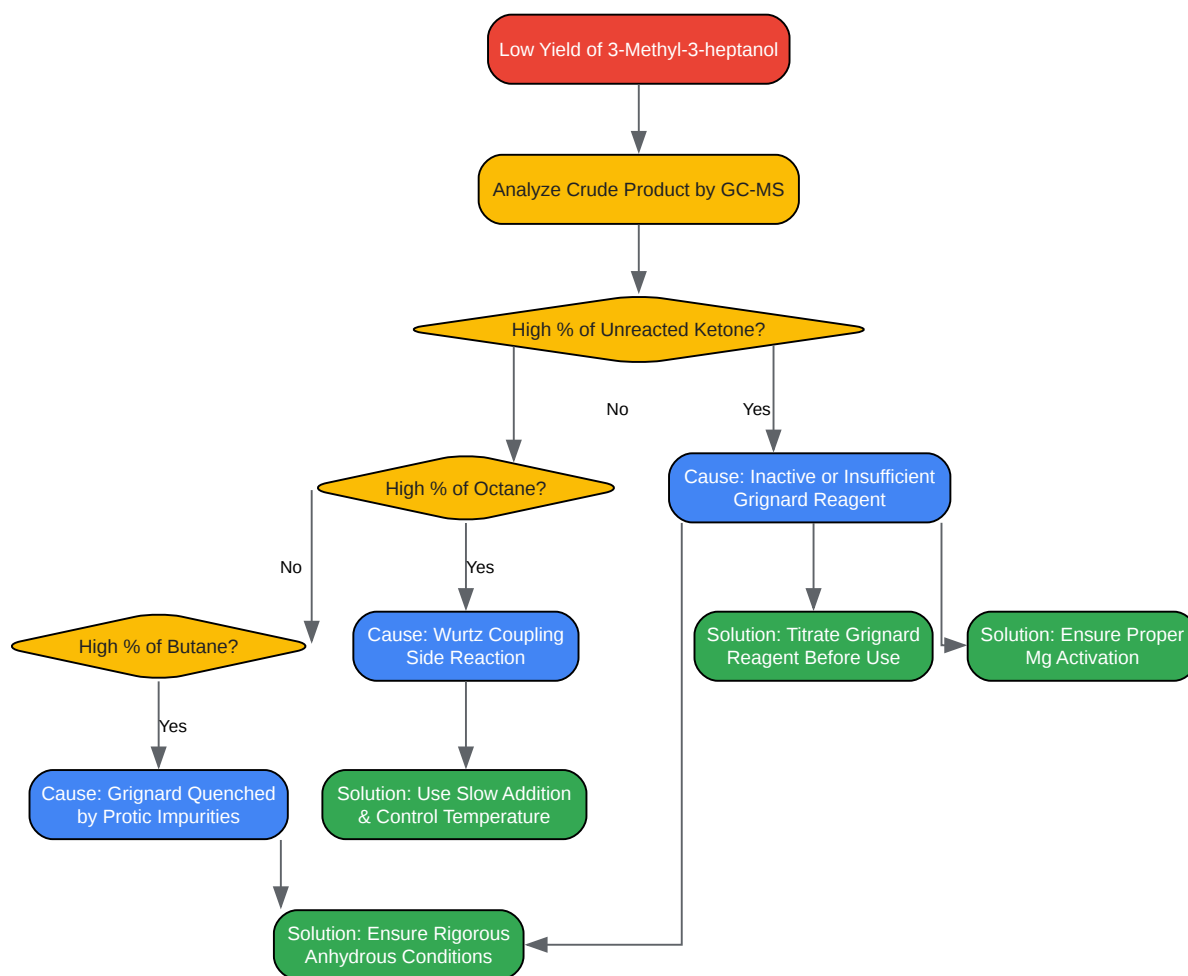 Low Yield of 3-Methyl-3-heptanol
Analyze Crude Product by GC-MS
High % of Unreacted Ketone?
No
Yes
High % of Octane?
Cause: Inactive or Insufficient
Grignard Reagent
No
Yes
High % of Butane?
Cause: Wurtz Coupling
Side Reaction
Solution: Titrate Grignard
Reagent Before Use
Solution: Ensure Proper
Mg Activation
Yes
Cause: Grignard Quenched
by Protic Impurities
Solution: Use Slow Addition
& Control Temperature
Solution: Ensure Rigorous
Anhydrous Conditions